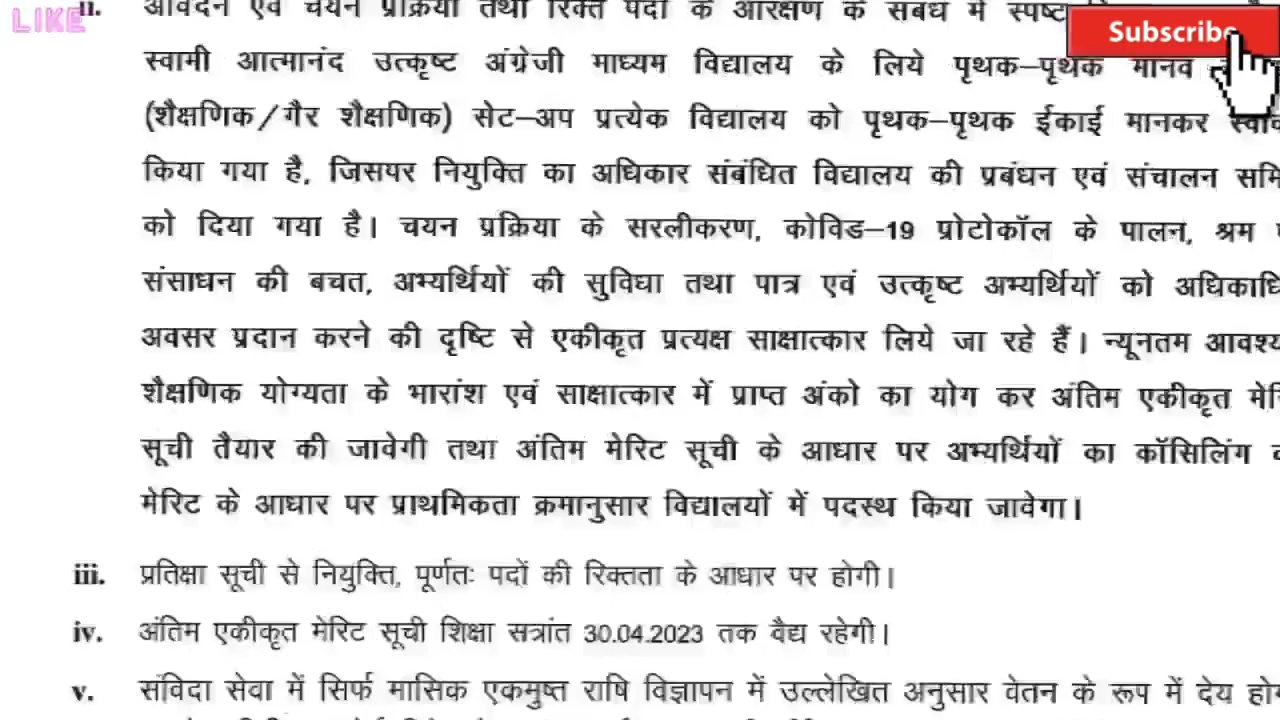 LIKE
Subscribe
ii. आवेदन एवं चयन प्रक्रिया तथा रिक्त पदों के आरक्षण के संबंध में स्पष्ट
स्वामी आत्मानंद उत्कृष्ट अंग्रेजी माध्यम विद्यालय के लिये पृथक–पृथक मानव
(शैक्षणिक/गैर शैक्षणिक) सेट–अप प्रत्येक विद्यालय को पृथक–पृथक ईकाई मानकर
किया गया है, जिसपर नियुक्ति का अधिकार संबंधित विद्यालय की प्रबंधन एवं संचालन
को दिया गया है। चयन प्रक्रिया के सरलीकरण, कोविड–19 प्रोटोकॉल के पालन, श्रम
संसाधन की बचत, अभ्यर्थियों की सुविधा तथा पात्र एवं उत्कृष्ट अभ्यर्थियों को
अवसर प्रदान करने की दृष्टि से एकीकृत प्रत्यक्ष साक्षात्कार लिये जा रहे हैं। न्यूनतम
शैक्षणिक योग्यता के भारांश एवं साक्षात्कार में प्राप्त अंको का योग कर अंतिम एकीकृत
सूची तैयार की जावेगी तथा अंतिम मेरिट सूची के आधार पर अभ्यर्थियों का कॉसिलिंग
मेरिट के आधार पर प्राथमिकता क्रमानुसार विद्यालयों में पदस्थ किया जावेगा।
iii. प्रतिक्षा सूची से नियुक्ति, पूर्णतः पदों की रिक्तता के आधार पर होगी।
iv. अंतिम एकीकृत मेरिट सूची शिक्षा सत्रांत 30.04.2023 तक वैद्य रहेगी।
v. संविदा सेवा में सिर्फ मासिक एकमुष्त राषि विज्ञापन में उल्लेखित अनुसार वेतन के रूप में देय